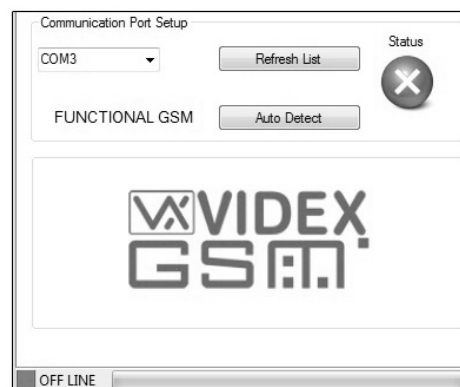 Communication Port Setup
Status
COM3
Refresh List
FUNCTIONAL GSM
Auto Detect
VX VIDEX
GSM
OFF LINE